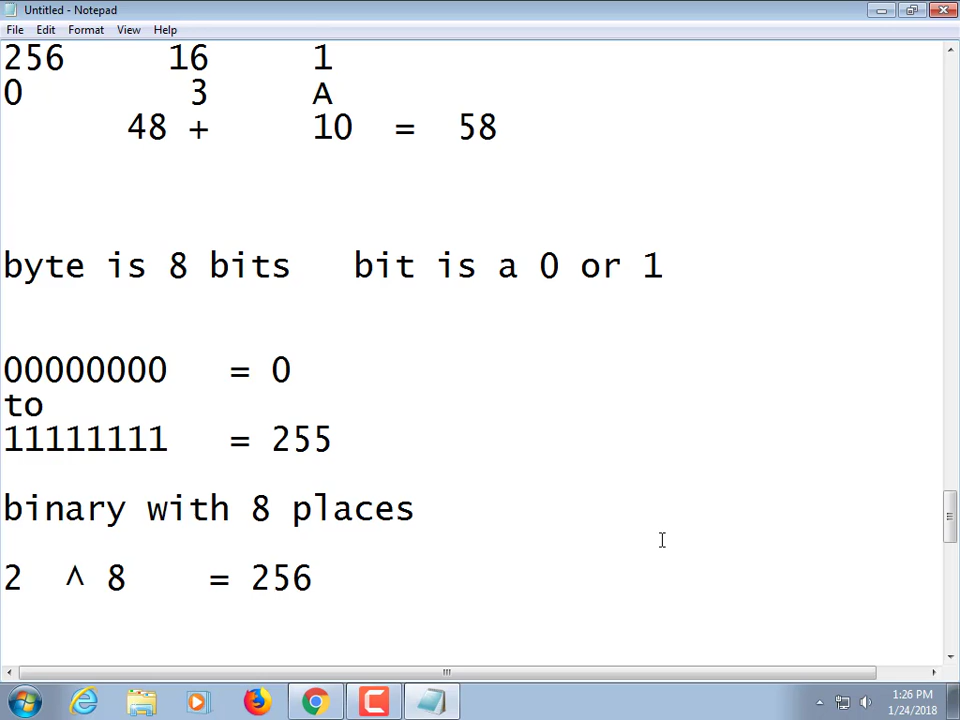 Untitled - Notepad
File Edit Format View Help
256 16 1
0 3 A
48 + 10 = 58
byte is 8 bits bit is a 0 or 1
00000000 = 0
to
11111111 = 255
binary with 8 places
2 ^ 8 = 256
1:26 PM
1/24/2018